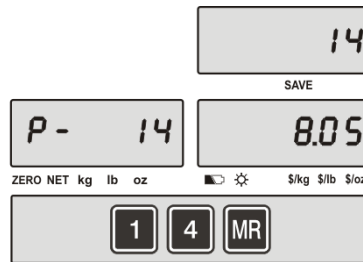 14
SAVE
P- 14 8.05
ZERO NET kg lb oz $/kg $/lb $/oz
1 4 MR